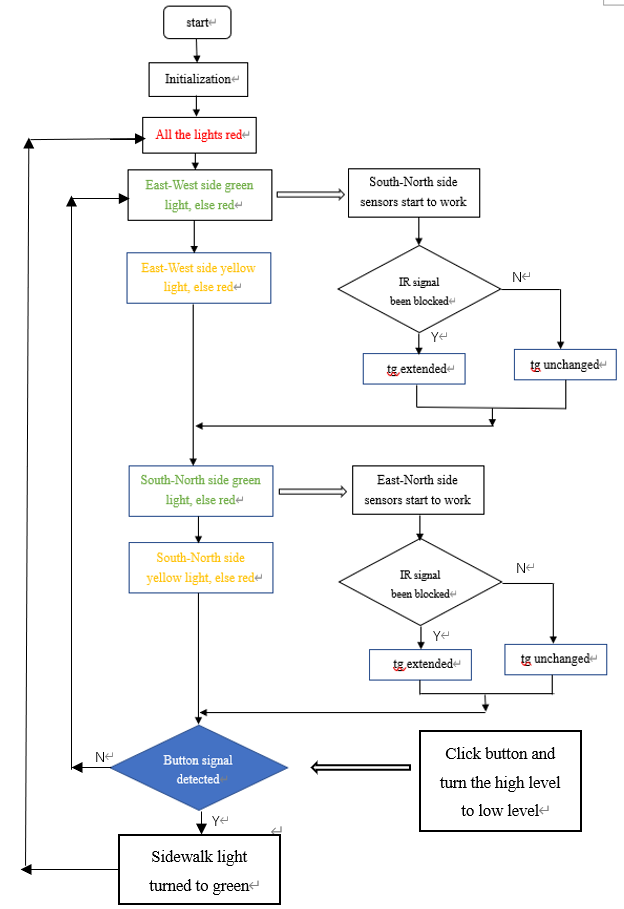 start
Initialization
All the lights red
East-West side green
light, else red
South-North side
sensors start to work
East-West side yellow
light, else red
IR signal
been blocked
N
Y
tg extended
tg unchanged
South-North side green
light, else red
East-North side
sensors start to work
South-North side
yellow light, else red
IR signal
been blocked
N
Y
tg extended
tg unchanged
Button signal
detected
N
Click button and
turn the high level
to low level
Y
Sidewalk light
turned to green